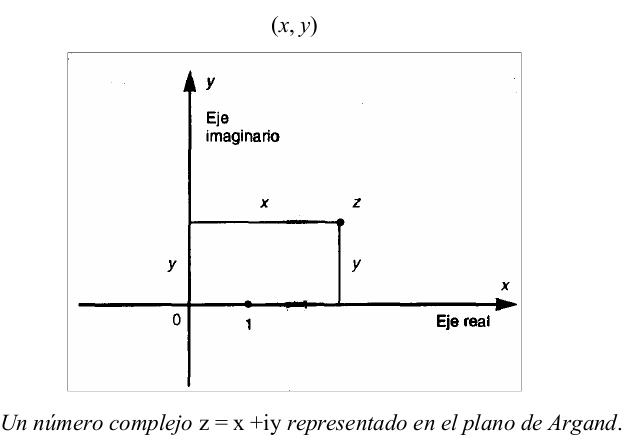 (x, y)
y
Eje
imaginario
x
z
y
y
x
0
1
Eje real
Un número complejo z = x +iy representado en el plano de Argand.